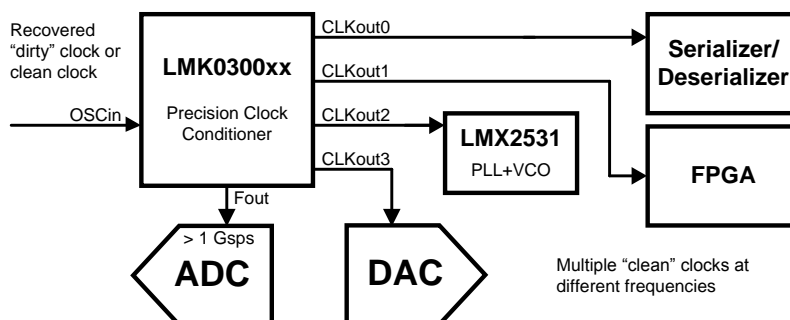 Recovered
“dirty” clock or
clean clock
OSCin
LMK0300xx
Precision Clock
Conditioner
CLKout0
CLKout1
CLKout2
CLKout3
Fout
Serializer/
Deserializer
LMX2531
PLL+VCO
FPGA
> 1 Gsps
ADC
DAC
Multiple “clean” clocks at
different frequencies